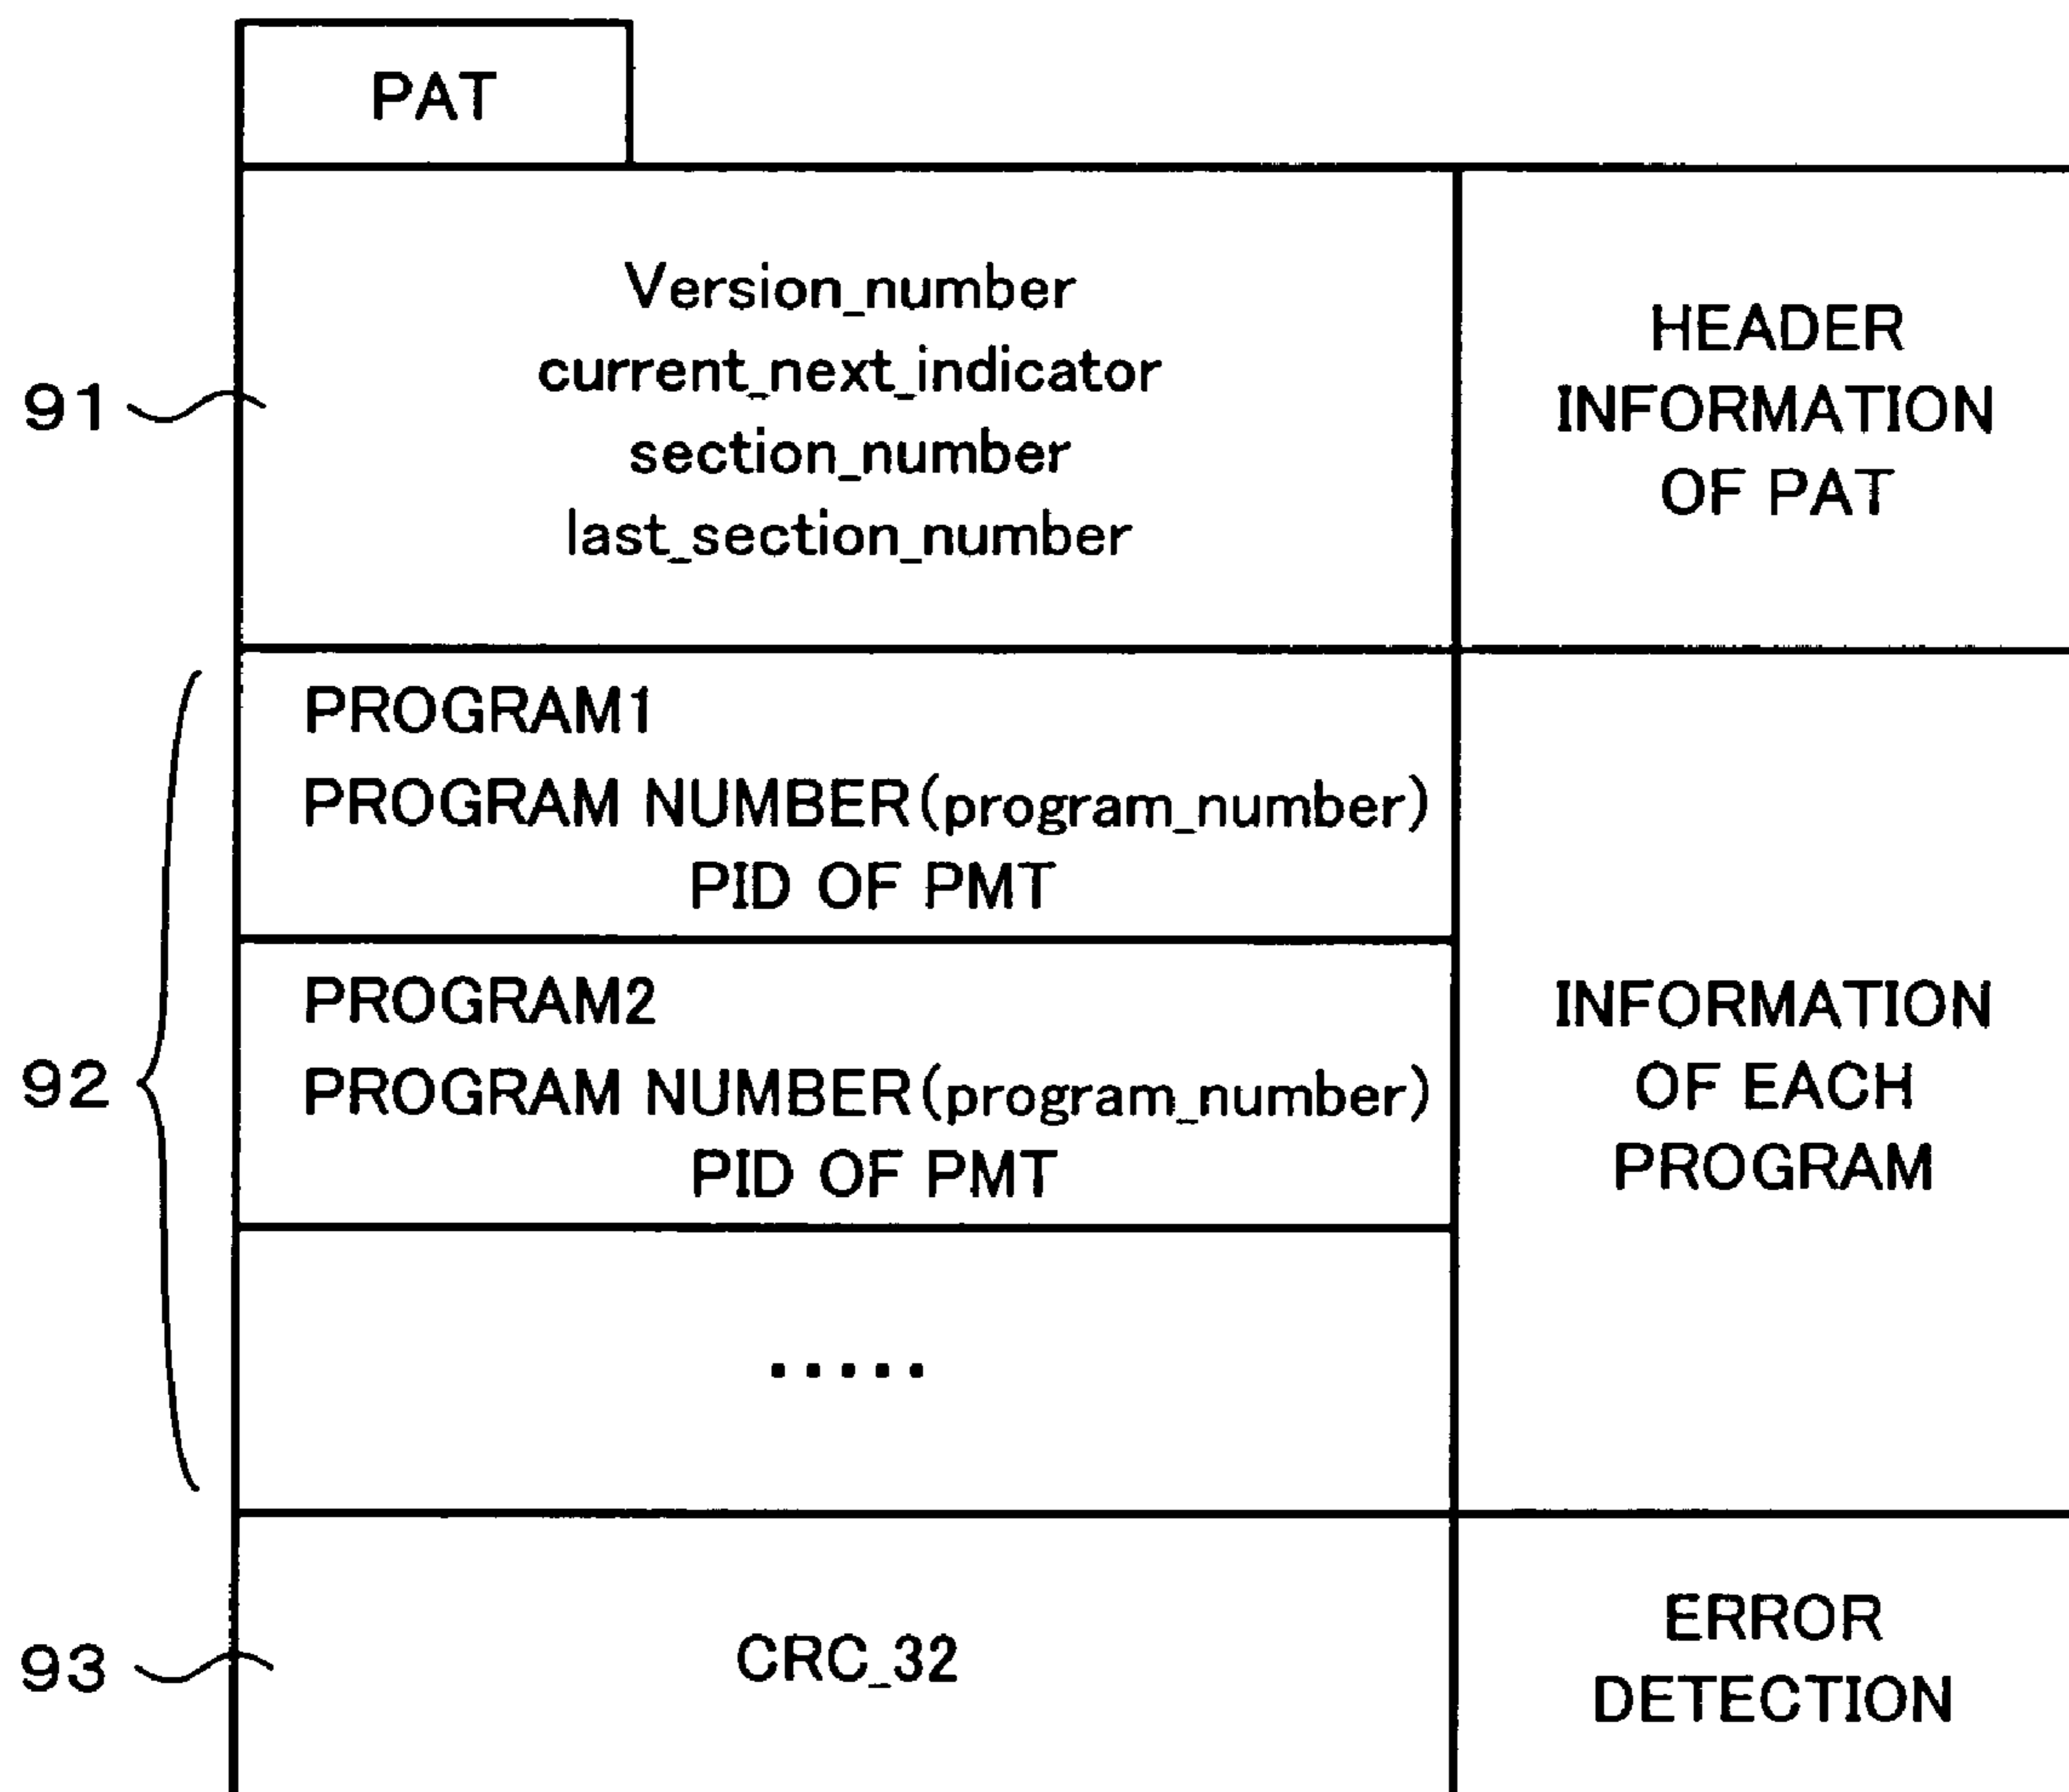 PAT
91
Version_number
current_next_indicator
section_number
last_section_number
HEADER
INFORMATION
OF PAT
92
PROGRAM1
PROGRAM NUMBER(program_number)
PID OF PMT
PROGRAM2
PROGRAM NUMBER(program_number)
PID OF PMT
.....
INFORMATION
OF EACH
PROGRAM
93
CRC_32
ERROR
DETECTION